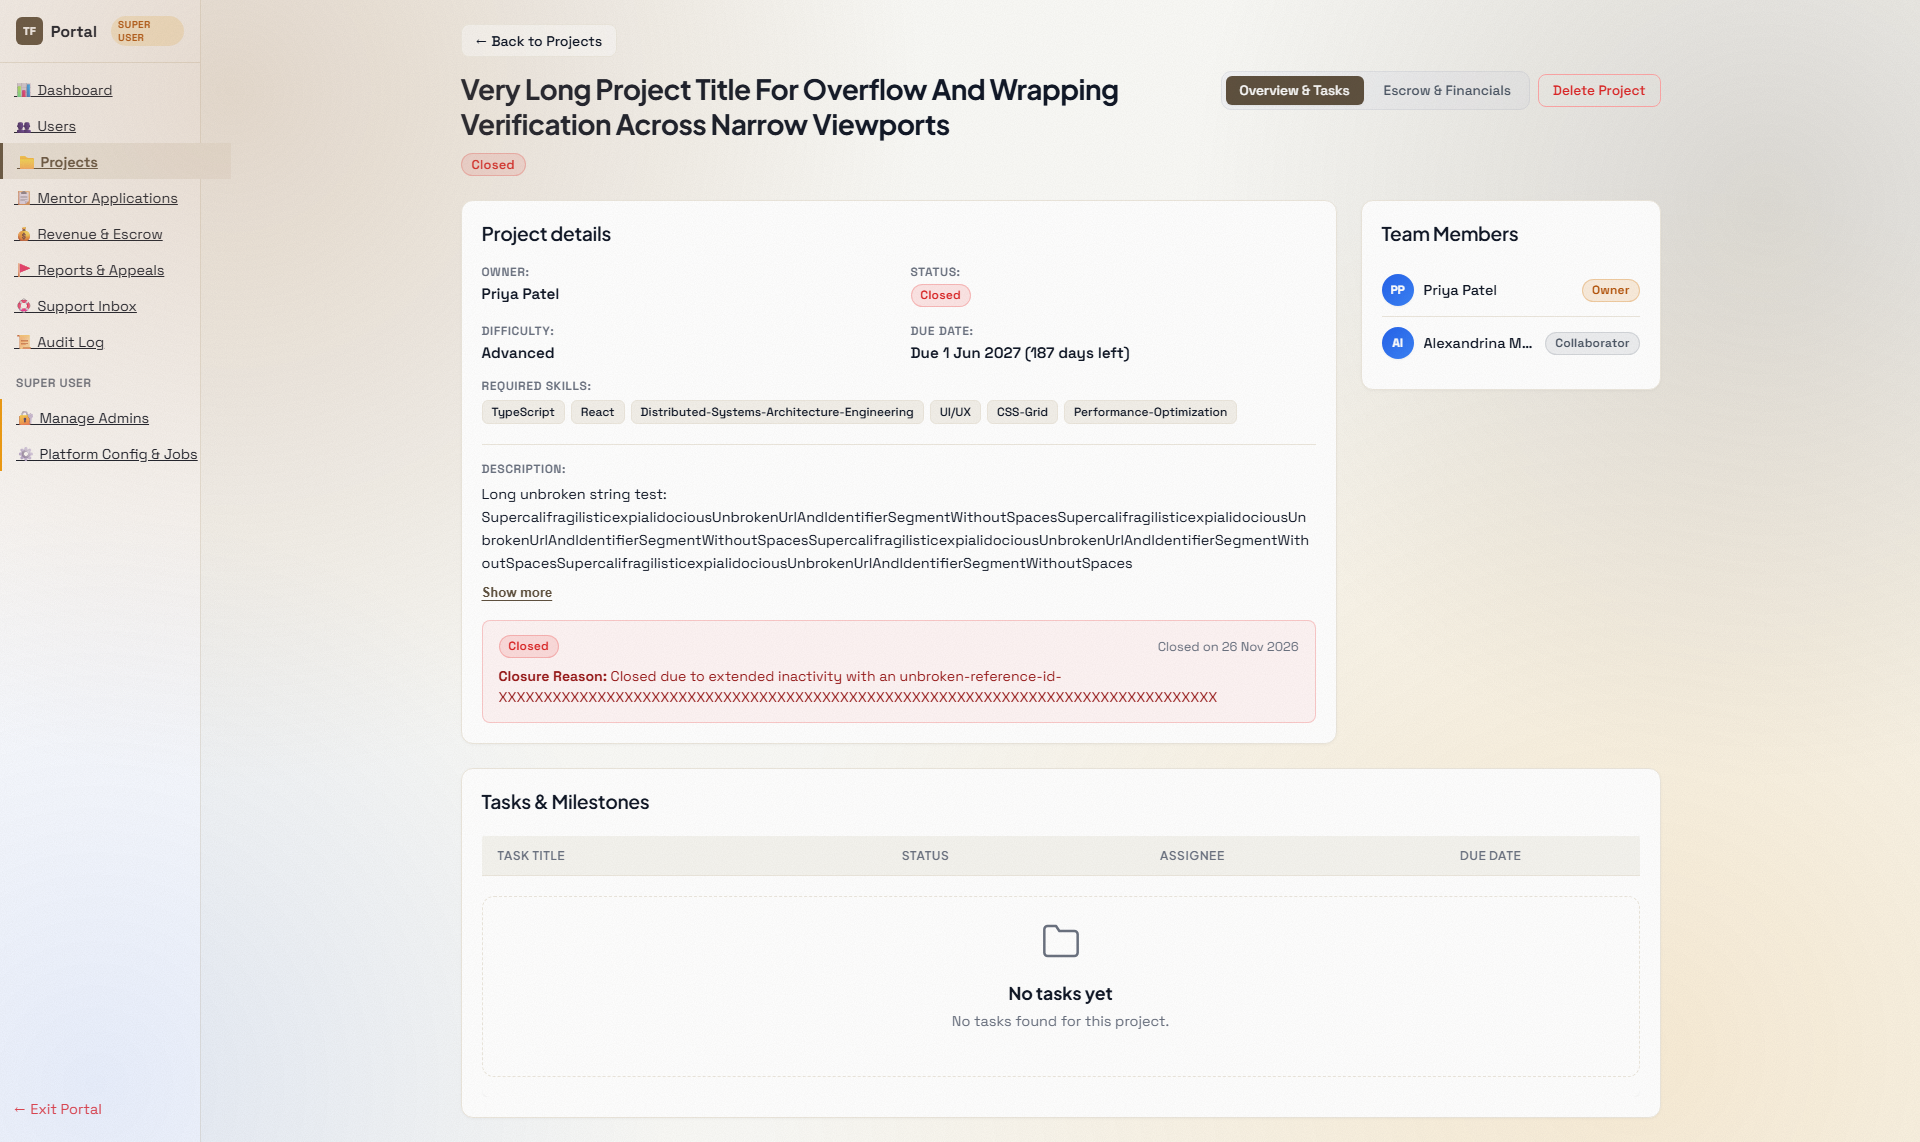 TF Portal SUPER USER
Dashboard
Users
Projects
Mentor Applications
Revenue & Escrow
Reports & Appeals
Support Inbox
Audit Log
SUPER USER
Manage Admins
Platform Config & Jobs
← Exit Portal
← Back to Projects
Very Long Project Title For Overflow And Wrapping
Verification Across Narrow Viewports
Closed
Overview & Tasks
Escrow & Financials
Delete Project
Project details
OWNER:
Priya Patel
STATUS:
Closed
DIFFICULTY:
Advanced
DUE DATE:
Due 1 Jun 2027 (187 days left)
REQUIRED SKILLS:
TypeScript React Distributed-Systems-Architecture-Engineering UI/UX CSS-Grid Performance-Optimization
DESCRIPTION:
Long unbroken string test:
SupercalifragilisticexpialidociousUnbrokenUrlAndIdentifierSegmentWithoutSpacesSupercalifragilisticexpialidociousUn
brokenUrlAndIdentifierSegmentWithoutSpacesSupercalifragilisticexpialidociousUnbrokenUrlAndIdentifierSegmentWith
outSpacesSupercalifragilisticexpialidociousUnbrokenUrlAndIdentifierSegmentWithoutSpaces
Show more
Closed
Closed on 26 Nov 2026
Closure Reason: Closed due to extended inactivity with an unbroken-reference-id-
XXXXXXXXXXXXXXXXXXXXXXXXXXXXXXXXXXXXXXXXXXXXXXXXXXXXXXXXXXXXXXXXXXXXXXXXXXXXXXXX
Team Members
PP Priya Patel Owner
AI Alexandrina M... Collaborator
Tasks & Milestones
TASK TITLE STATUS ASSIGNEE DUE DATE
No tasks yet
No tasks found for this project.